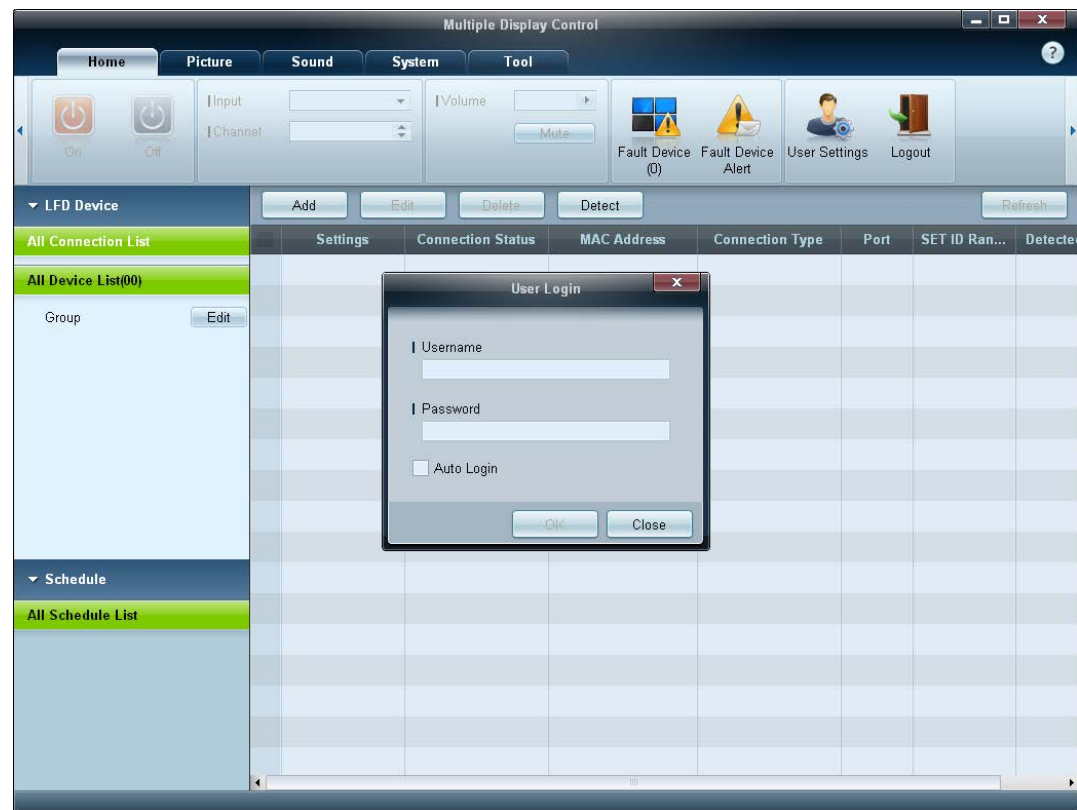 Multiple Display Control
Home Picture Sound System Tool
Input
Channel
Volume
Mute
On Off
Fault Device (0)
Fault Device Alert
User Settings
Logout
LFD Device
All Connection List
All Device List(00)
Group Edit
Schedule
All Schedule List
Add Edit Delete Detect Refresh
Settings Connection Status MAC Address Connection Type Port SET ID Ran... Detecte
User Login
Username
Password
Auto Login
OK Close